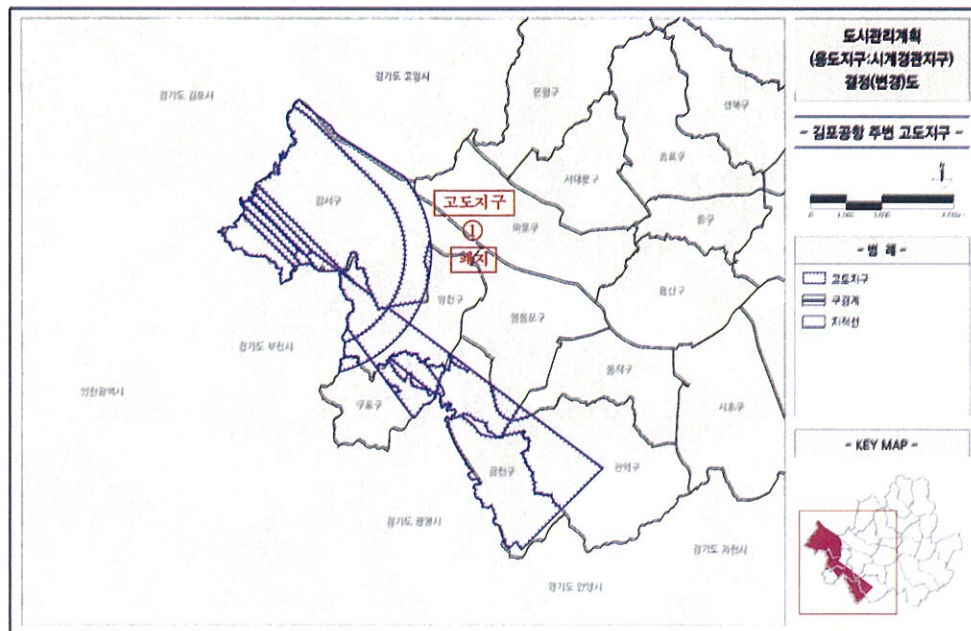 도시관리계획
(용도지구:시계경관지구)
결정(변경)도
- 김포공항 주변 고도지구 -
N
0
- 범 례 -
고도지구
구경계
지적선
- KEY MAP -
경기도 김포시
경기도 고양시
은평구
성북구
종로구
서대문구
강서구
고도지구
①
해지
마포구
중구
양천구
영등포구
용산구
경기도 부천시
인천광역시
구로구
동작구
서초구
금천구
관악구
경기도 광명시
경기도 과천시
경기도 안양시